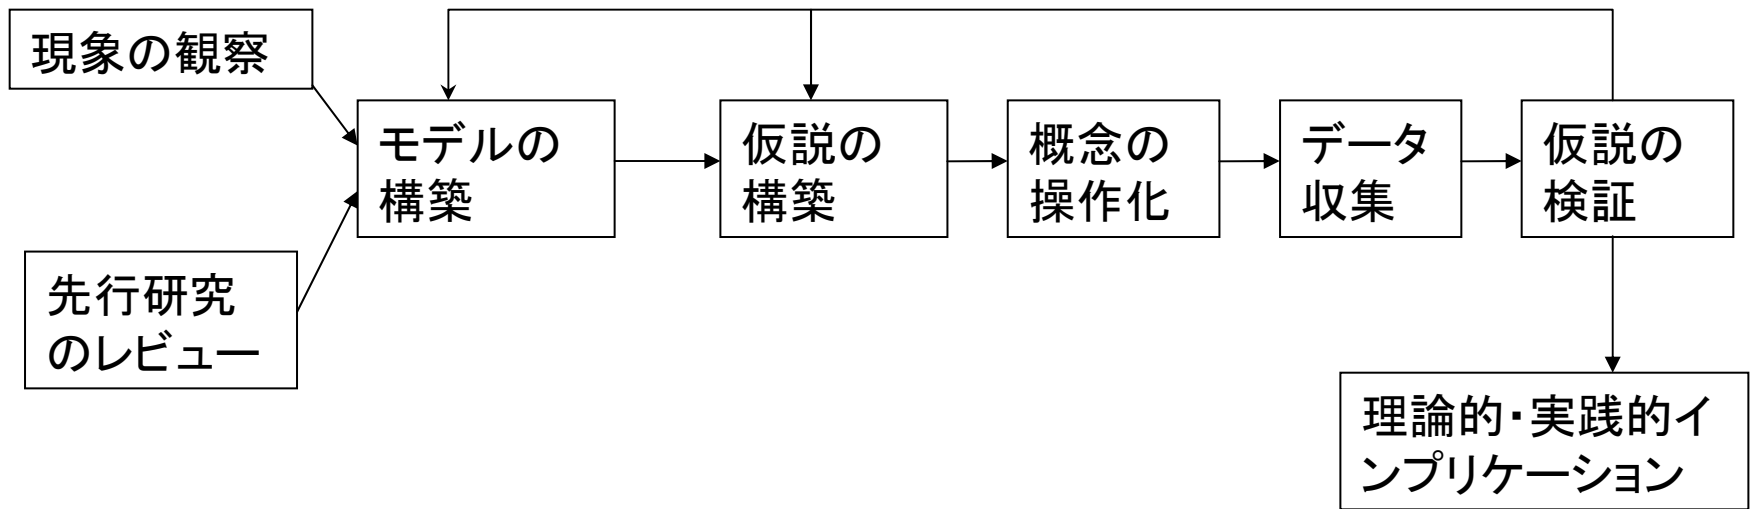 現象の観察
モデルの
構築
仮説の
構築
概念の
操作化
データ
収集
仮説の
検証
先行研究
のレビュー
理論的・実践的イ
ンプリケーション